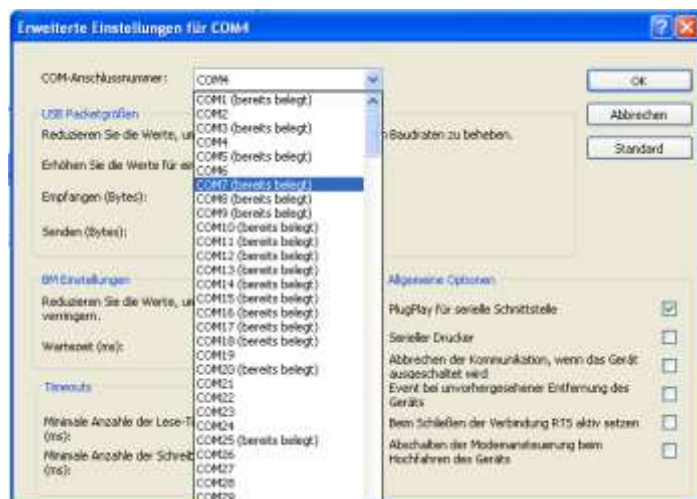 Erweiterte Einstellungen für COM4
COM-Anschlussnummer:
COM4
COM1 (bereits belegt)
COM2
COM3 (bereits belegt)
COM4
COM5 (bereits belegt)
COM6
COM7 (bereits belegt)
COM8 (bereits belegt)
COM9 (bereits belegt)
COM10 (bereits belegt)
COM11 (bereits belegt)
COM12 (bereits belegt)
COM13 (bereits belegt)
COM14 (bereits belegt)
COM15 (bereits belegt)
COM16 (bereits belegt)
COM17 (bereits belegt)
COM18 (bereits belegt)
COM19
COM20 (bereits belegt)
COM21
COM22
COM23
COM24
COM25 (bereits belegt)
COM26
COM27
COM28
COM29
OK
Abbrechen
Standard
USB Packetgrößen
Reduzieren Sie die Werte, un
n Baudraten zu beheben.
Erhöhen Sie die Werte für ei
Empfangen (Bytes):
Senden (Bytes):
BM Einstellungen
Reduzieren Sie die Werte, un
verringern.
Wartezeit (ms):
Timeouts
Minimale Anzahle der Lese-Ti
(ms):
Minimale Anzahle der Schreib
(ms):
Allgemeine Optionen
PlugPlay für serielle Schnittstelle
Serieller Drucker
Abbrechen der Kommunikation, wenn das Gerät
ausgeschaltet wird
Event bei unvorhergesehener Entfernung des
Geräts
Beim Schließen der Verbindung RTS aktiv setzen
Abschalten der Modemansteuerung beim
Hochfahren des Geräts